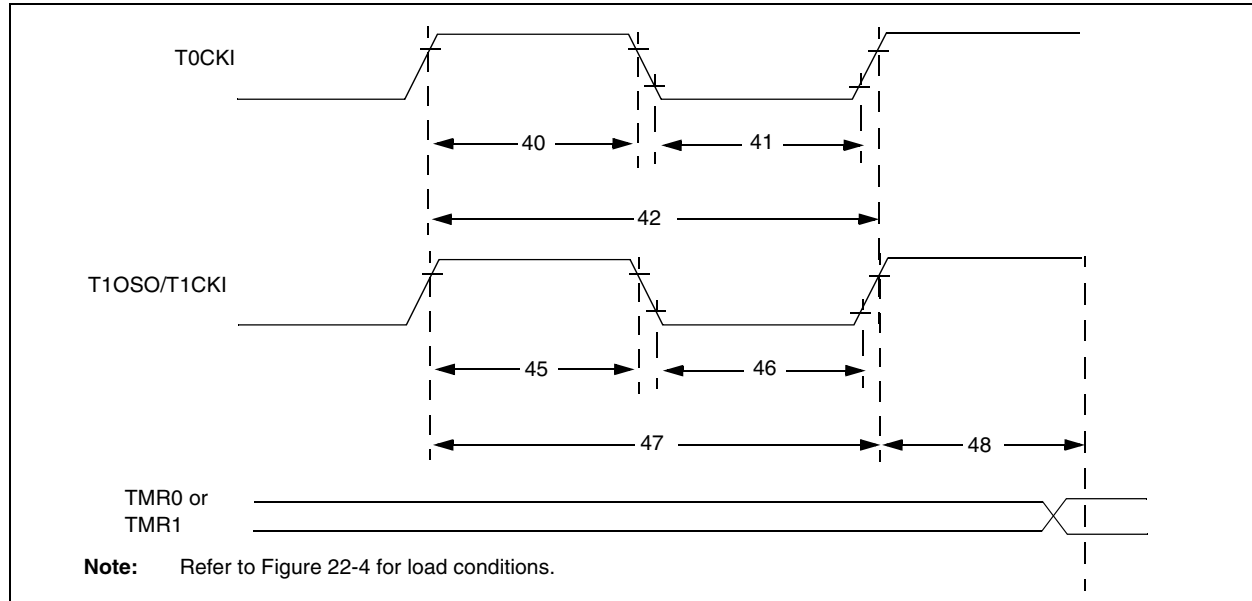 T0CKI
40
41
42
T1OSO/T1CKI
45
46
47
48
TMR0 or
TMR1
Note: Refer to Figure 22-4 for load conditions.